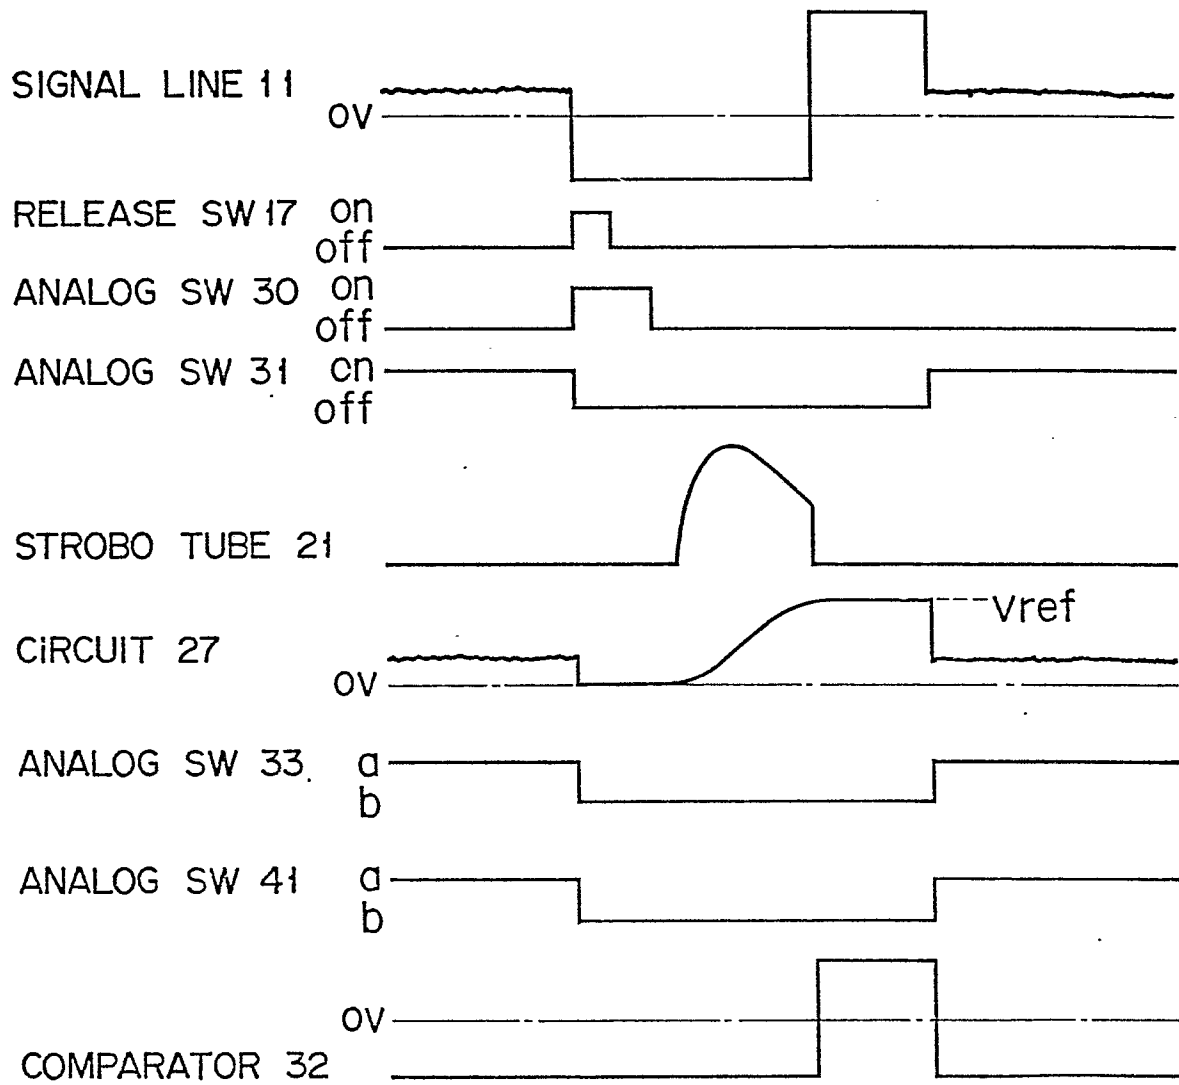 SIGNAL LINE 11
OV
RELEASE SW 17 on
off
ANALOG SW 30 on
off
ANALOG SW 31 on
off
STROBO TUBE 21
Vref
CiRCUIT 27
OV
ANALOG SW 33 a
b
ANALOG SW 41 a
b
OV
COMPARATOR 32